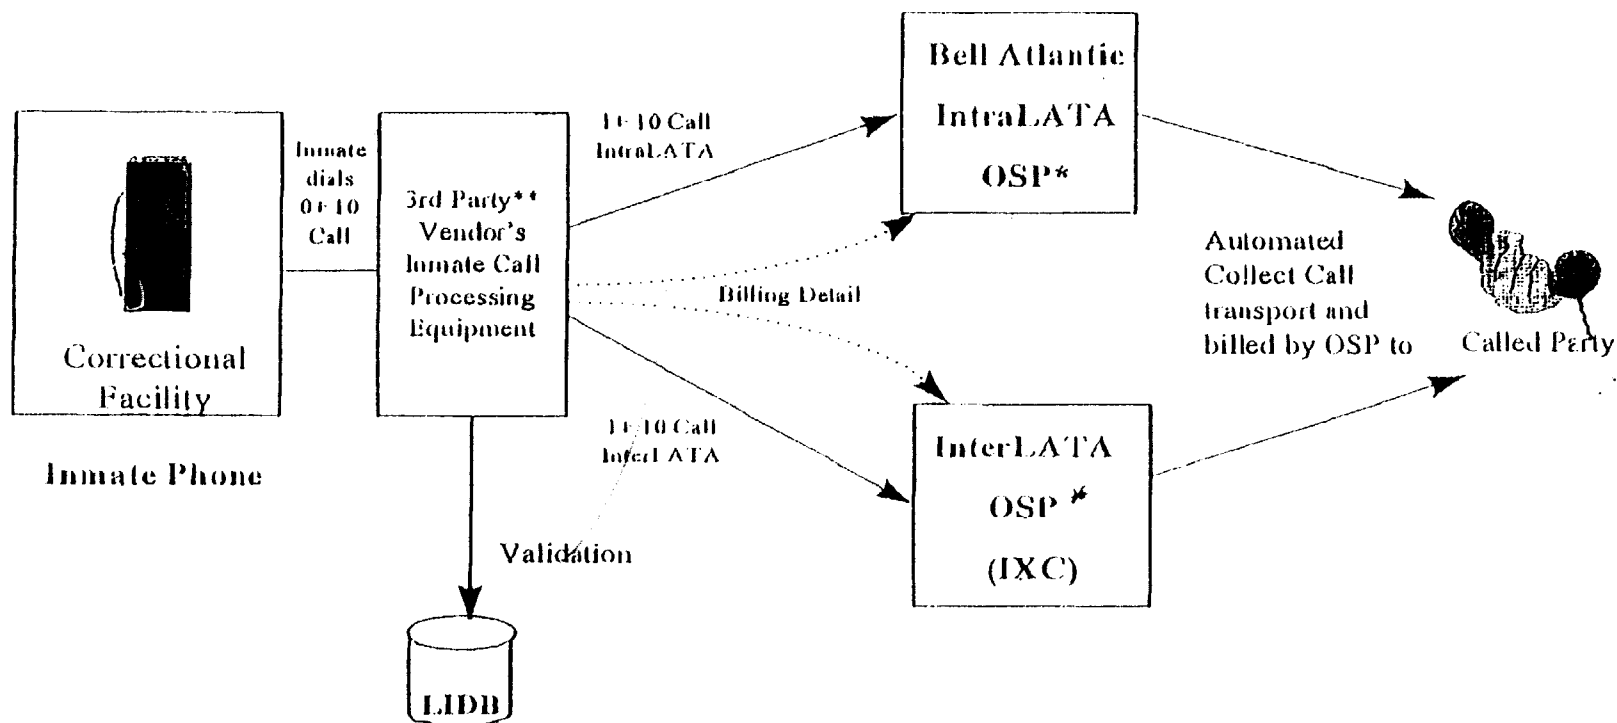 Bell Atlantic
IntraLATA
OSP*
1+10 Call
IntraLATA
Inmate
dials
0+10
Call
3rd Party**
Vendor's
Inmate Call
Processing
Equipment
Billing Detail
Automated
Collect Call
transport and
billed by OSP to
Called Party
Correctional
Facility
Inmate Phone
1+10 Call
InterLATA
InterLATA
OSP*
(IXC)
Validation
LIDB